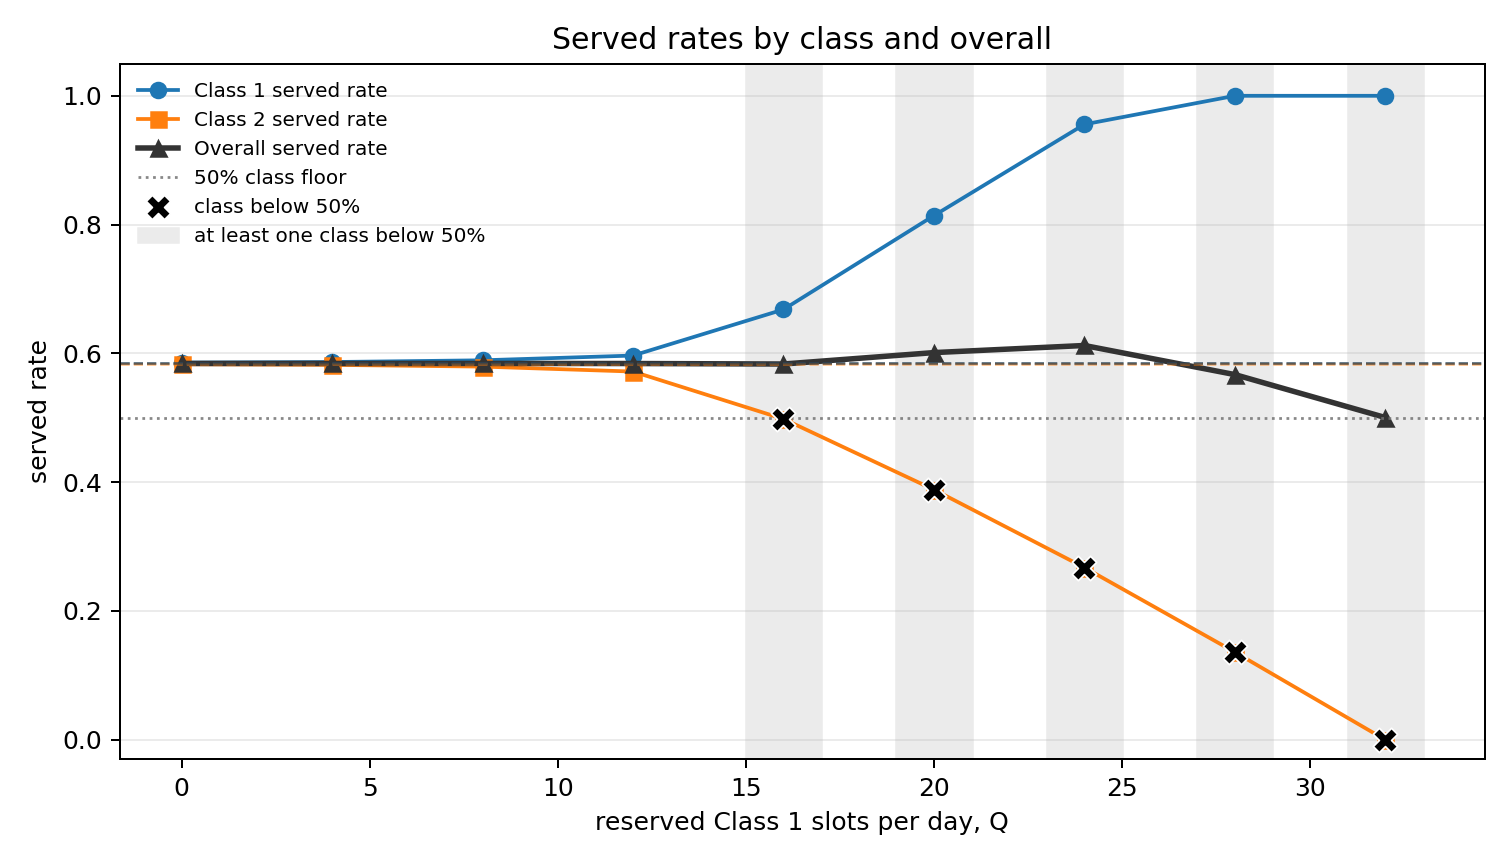 Served rates by class and overall
Class 1 served rate
Class 2 served rate
Overall served rate
50% class floor
class below 50%
at least one class below 50%
served rate
1.0
0.8
0.6
0.4
0.2
0.0
0 5 10 15 20 25 30
reserved Class 1 slots per day, Q